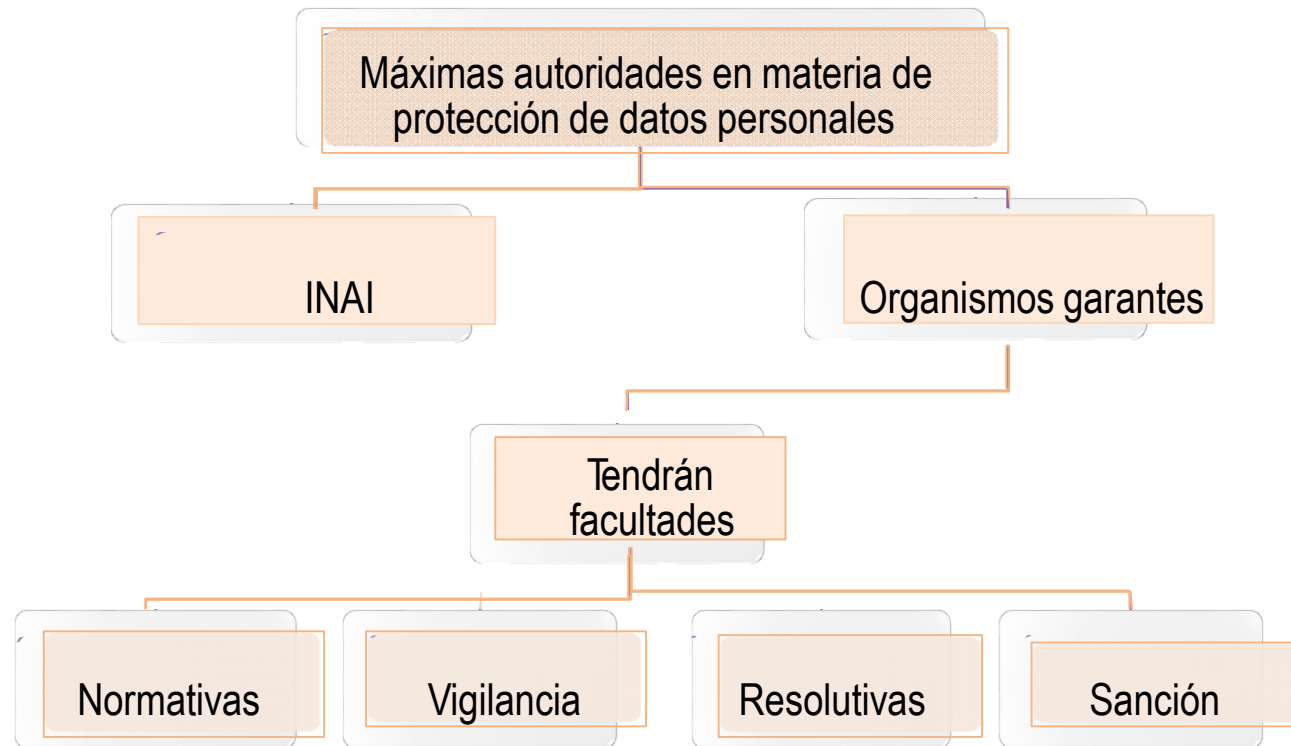 Máximas autoridades en materia de
protección de datos personales
INAI
Organismos garantes
Tendrán
facultades
Normativas
Vigilancia
Resolutivas
Sanción